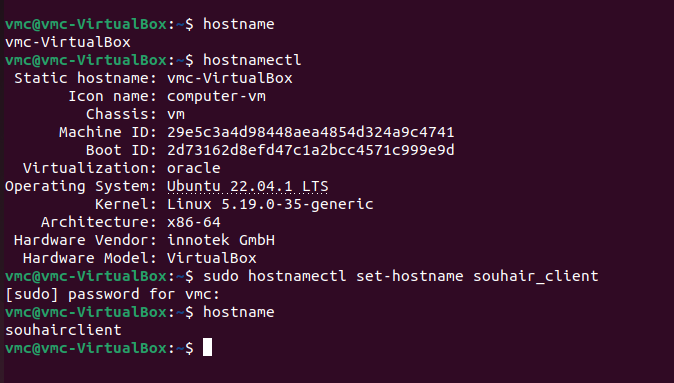 vmc@vmc-VirtualBox:~$ hostname
vmc-VirtualBox
vmc@vmc-VirtualBox:~$ hostnamectl
Static hostname: vmc-VirtualBox
Icon name: computer-vm
Chassis: vm
Machine ID: 29e5c3a4d98448aea4854d324a9c4741
Boot ID: 2d73162d8efd47c1a2bcc4571c999e9d
Virtualization: oracle
Operating System: Ubuntu 22.04.1 LTS
Kernel: Linux 5.19.0-35-generic
Architecture: x86-64
Hardware Vendor: innotek GmbH
Hardware Model: VirtualBox
vmc@vmc-VirtualBox:~$ sudo hostnamectl set-hostname souhair_client
[sudo] password for vmc:
vmc@vmc-VirtualBox:~$ hostname
souhairclient
vmc@vmc-VirtualBox:~$